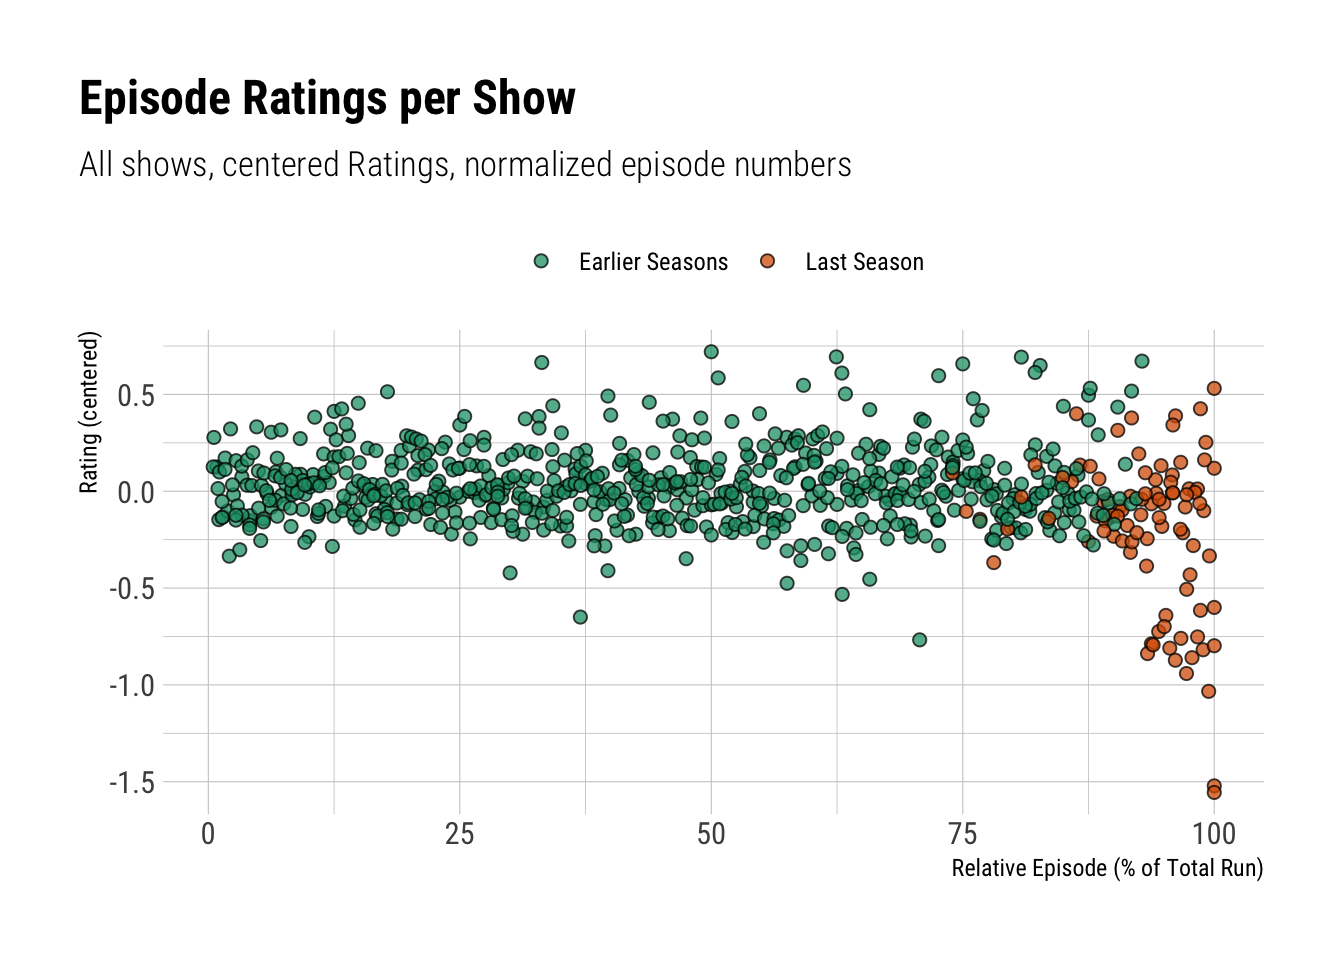 Episode Ratings per Show
All shows, centered Ratings, normalized episode numbers
Earlier Seasons
Last Season
Rating (centered)
0.5
0.0
-0.5
-1.0
-1.5
0
25
50
75
100
Relative Episode (% of Total Run)